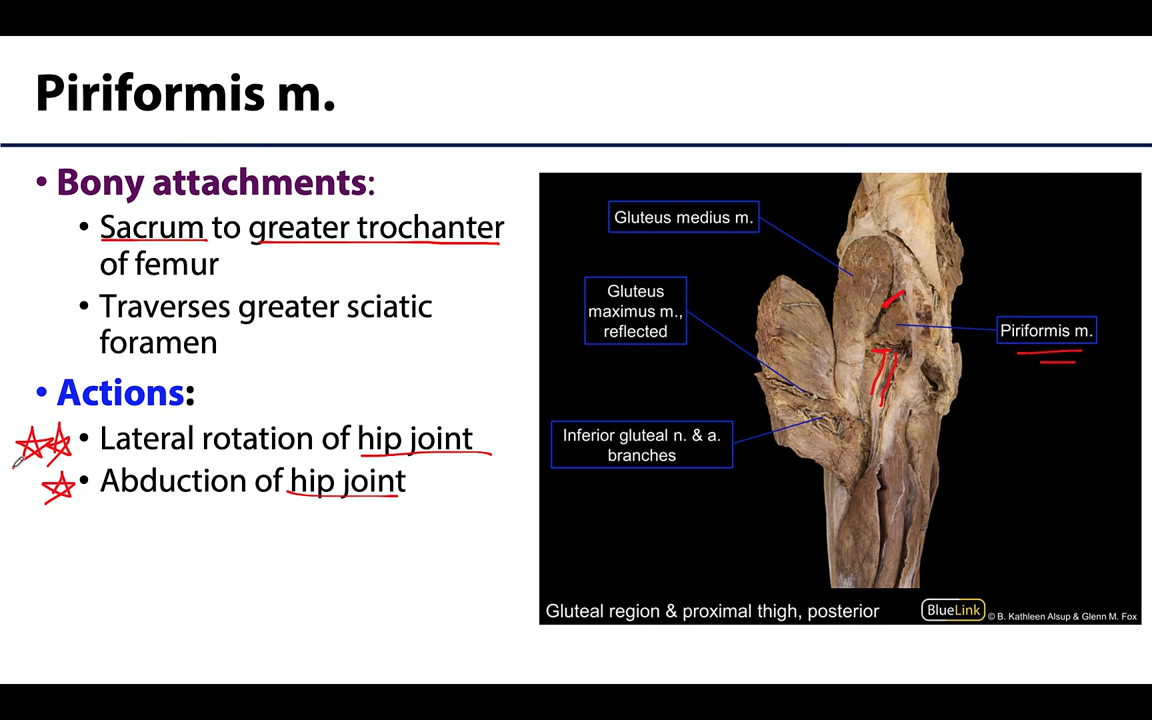 Piriformis m.
• Bony attachments:
• Sacrum to greater trochanter
of femur
• Traverses greater sciatic
foramen
• Actions:
• Lateral rotation of hip joint
• Abduction of hip joint
Gluteus medius m.
Gluteus
maximus m.,
reflected
Piriformis m.
Inferior gluteal n. & a.
branches
Gluteal region & proximal thigh, posterior
BlueLink
© B. Kathleen Alsup & Glenn M. Fox